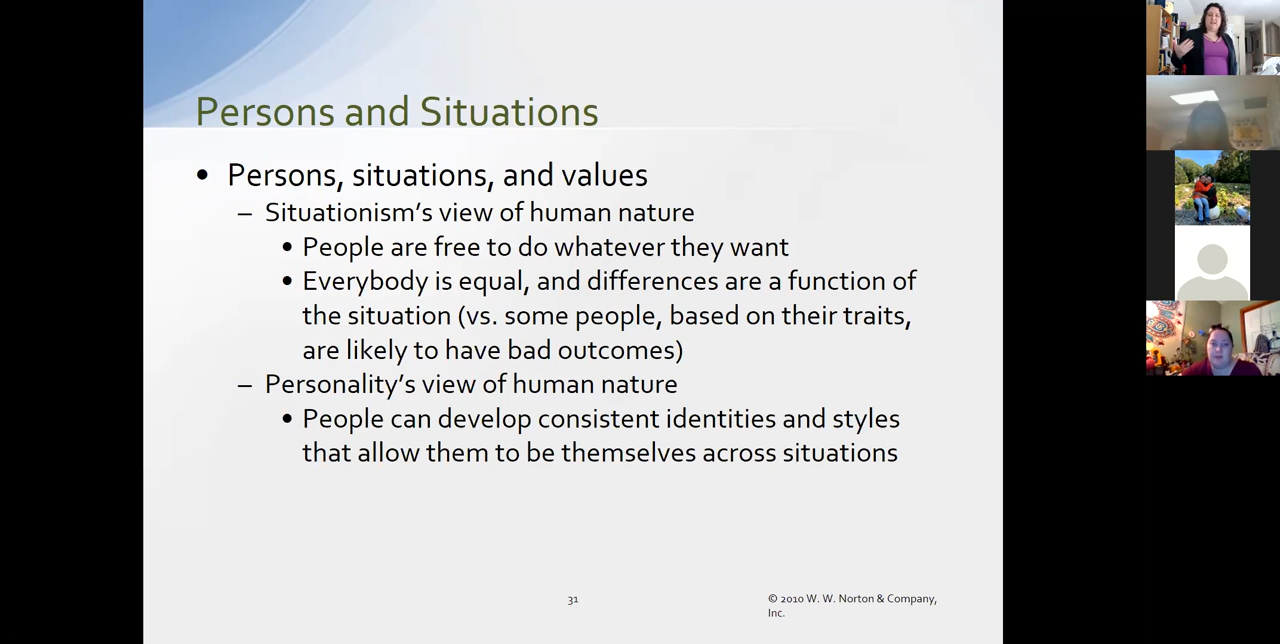 Persons and Situations
• Persons, situations, and values
– Situationism’s view of human nature
• People are free to do whatever they want
• Everybody is equal, and differences are a function of
the situation (vs. some people, based on their traits,
are likely to have bad outcomes)
– Personality’s view of human nature
• People can develop consistent identities and styles
that allow them to be themselves across situations
31
© 2010 W. W. Norton & Company,
Inc.